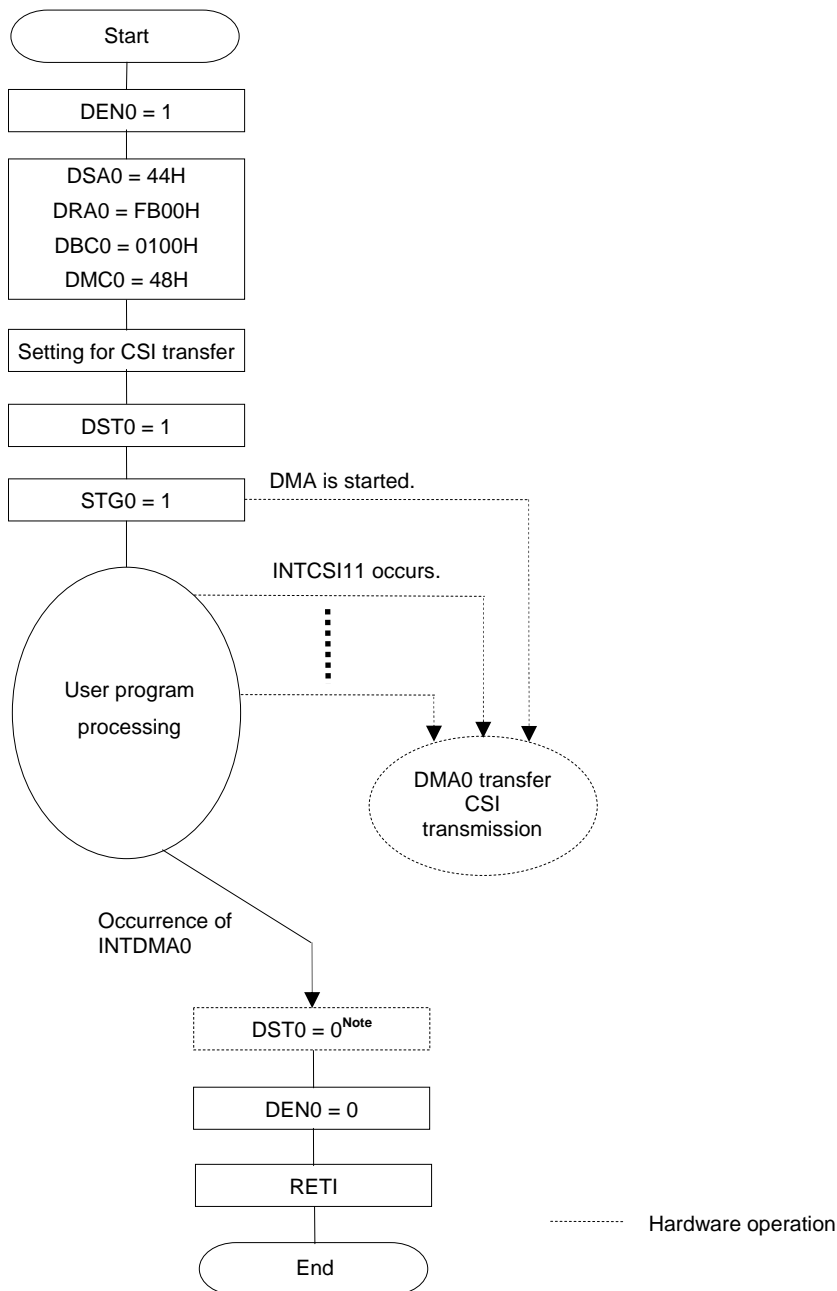 Start
DEN0 = 1
DSA0 = 44H
DRA0 = FB00H
DBC0 = 0100H
DMC0 = 48H
Setting for CSI transfer
DST0 = 1
STG0 = 1
DMA is started.
INTCSI11 occurs.
User program
processing
DMA0 transfer
CSI
transmission
Occurrence of
INTDMA0
DST0 = 0Note
DEN0 = 0
RETI
Hardware operation
End